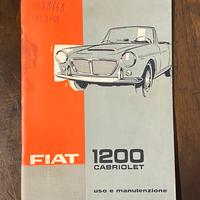 FIAT 1200
CABRIOLET
uso e manutenzione